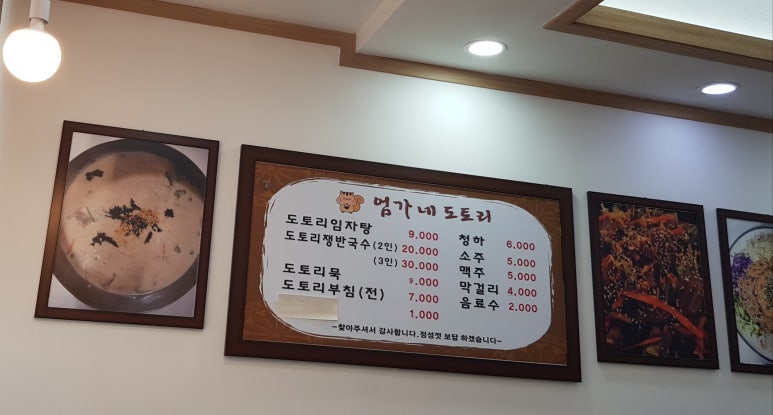 엄가네 도토리
도토리임자탕 9.000
도토리쟁반국수(2인) 20.000
(3인) 30.000
도토리묵 9.000
도토리부침(전) 7.000
1.000
청하 6.000
소주 5.000
맥주 5.000
막걸리 4.000
음료수 2.000
~찾아주셔서 감사합니다.정성껏 보답 하겠습니다~